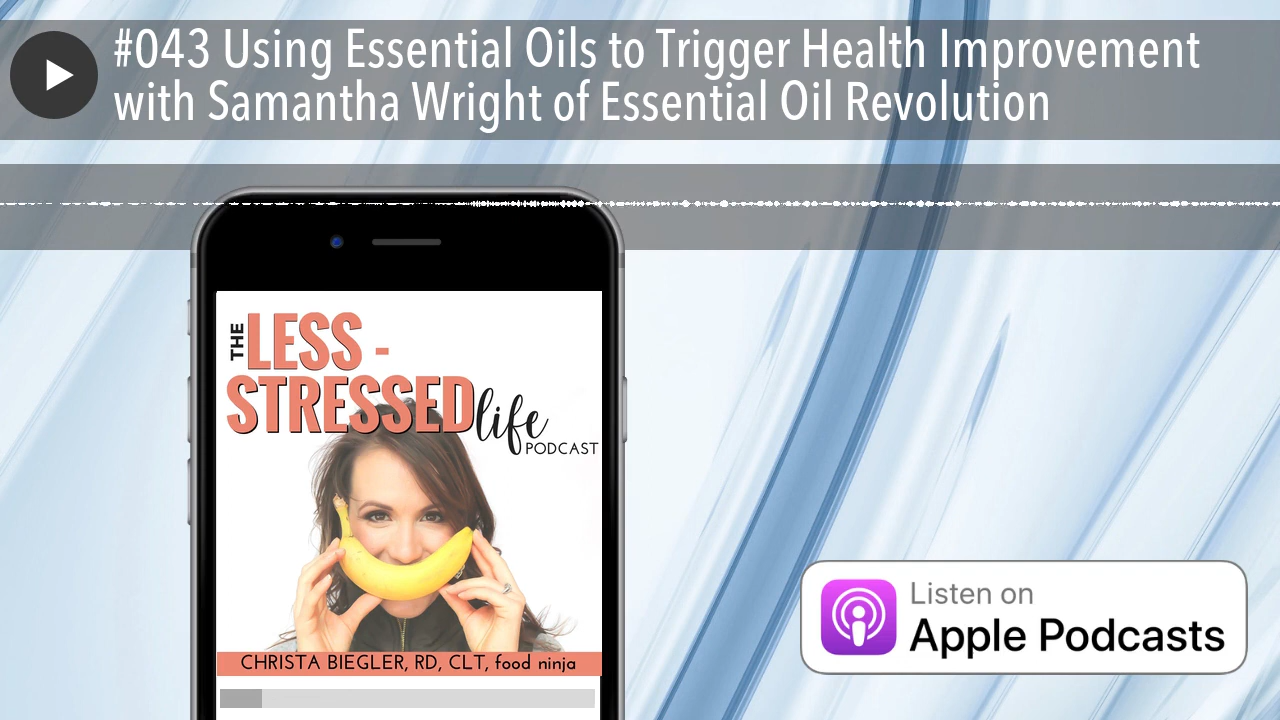 #043 Using Essential Oils to Trigger Health Improvement
with Samantha Wright of Essential Oil Revolution
THE
LESS -
STRESSED
life
PODCAST
CHRISTA BIEGLER, RD, CLT, food ninja
Listen on
Apple Podcasts